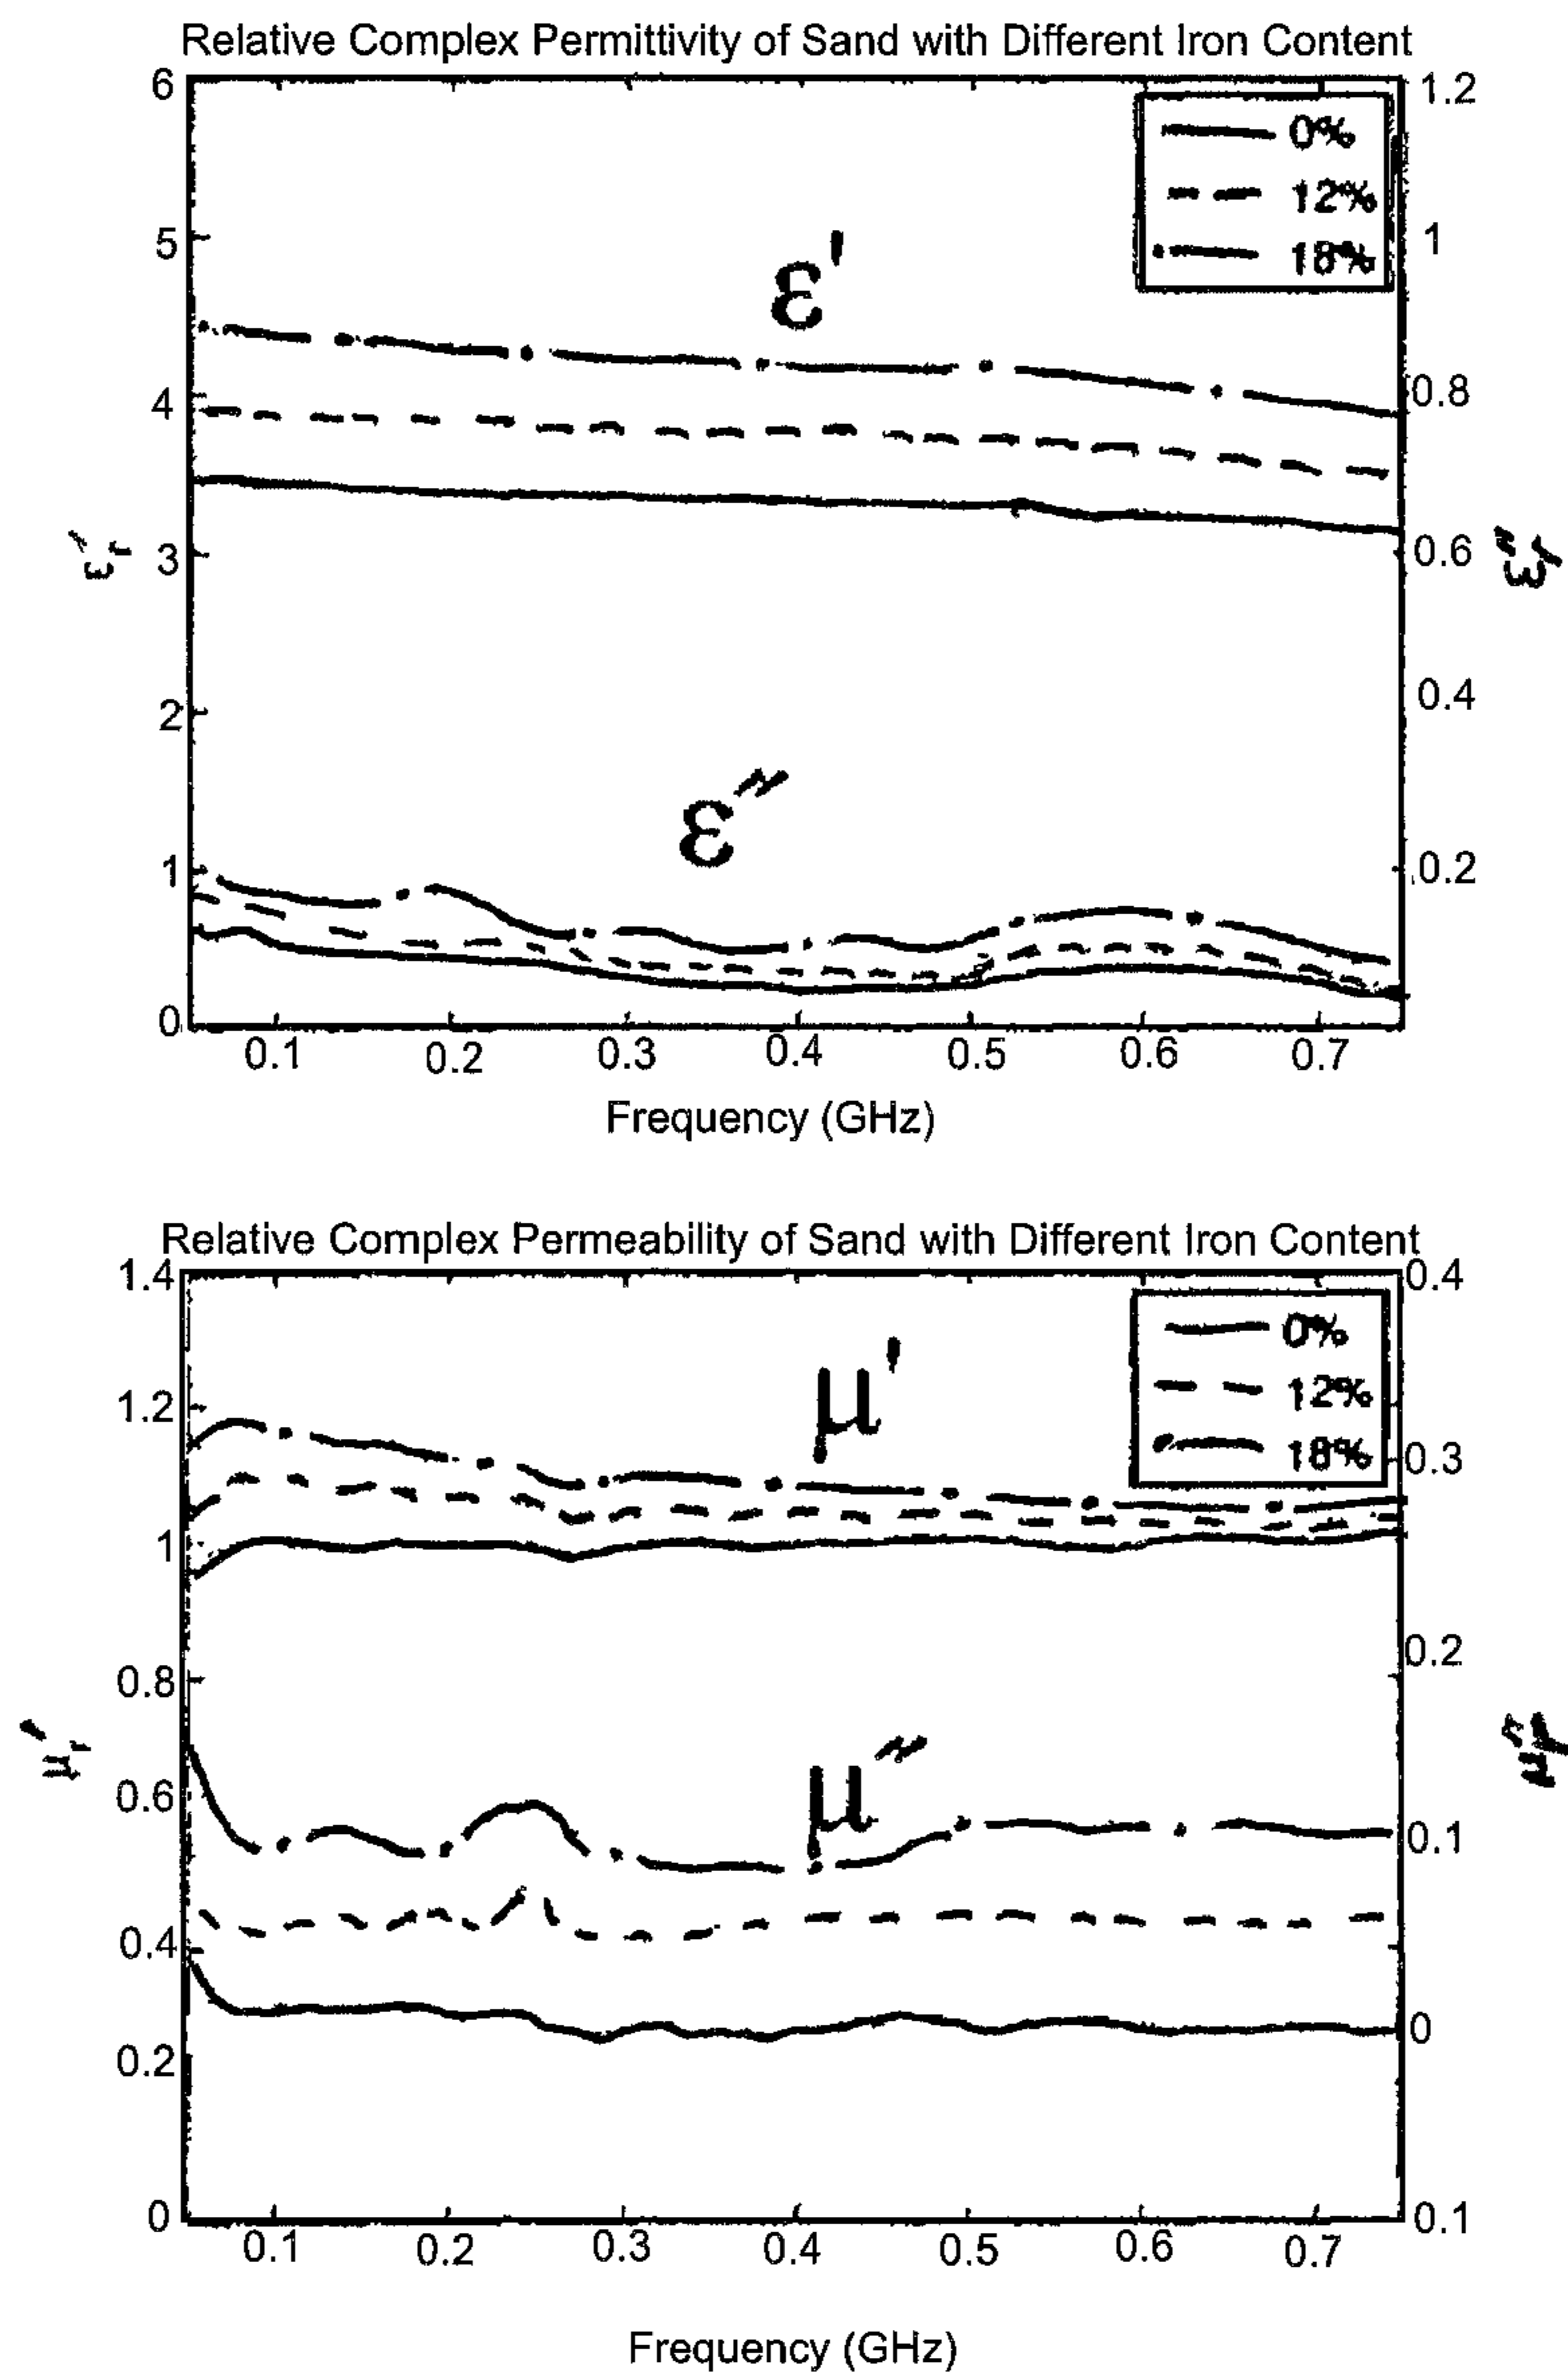 Relative Complex Permittivity of Sand with Different Iron Content
6
5
4
3
2
1
0
1.2
1
0.8
0.6
0.4
0.2
0%
12%
18%
ε'
ε″
εr'
εr″
0.1 0.2 0.3 0.4 0.5 0.6 0.7
Frequency (GHz)
Relative Complex Permeability of Sand with Different Iron Content
1.4
1.2
1
0.8
0.6
0.4
0.2
0
0.4
0.3
0.2
0.1
0
0.1
0%
12%
18%
μ'
μ″
μr'
μr″
0.1 0.2 0.3 0.4 0.5 0.6 0.7
Frequency (GHz)